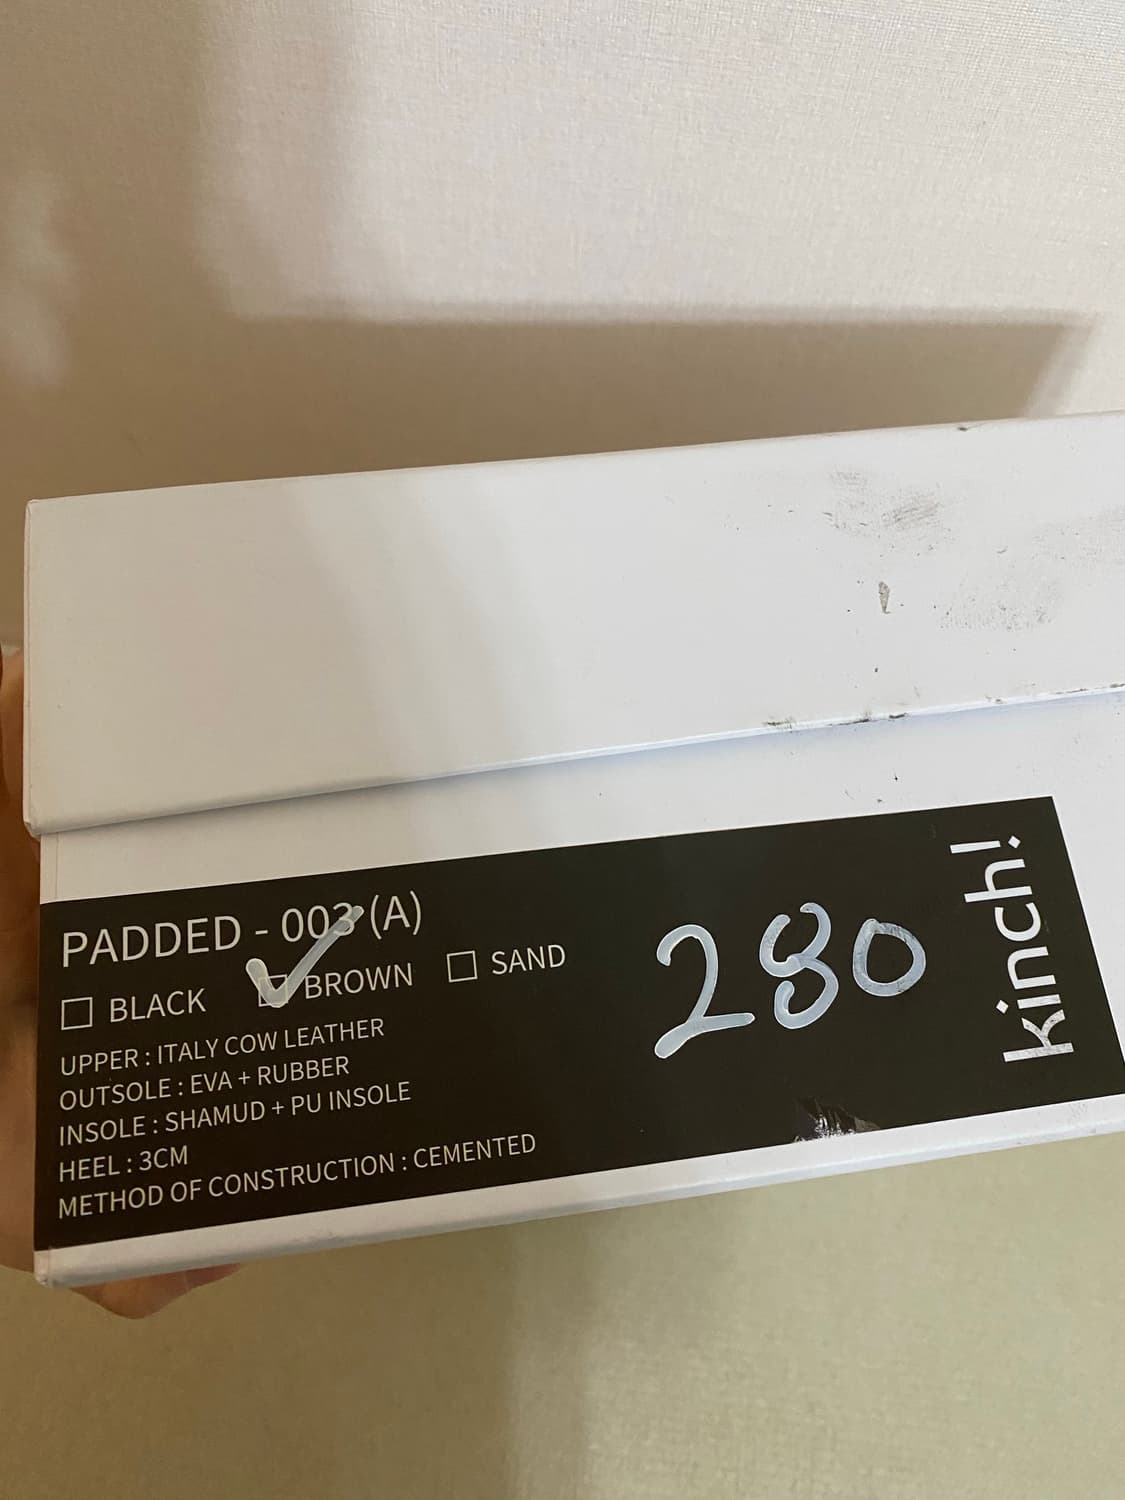 PADDED - 003 (A)
BLACK BROWN SAND
UPPER : ITALY COW LEATHER
OUTSOLE : EVA + RUBBER
INSOLE : SHAMUD + PU INSOLE
HEEL : 3CM
METHOD OF CONSTRUCTION : CEMENTED
280
kinch!